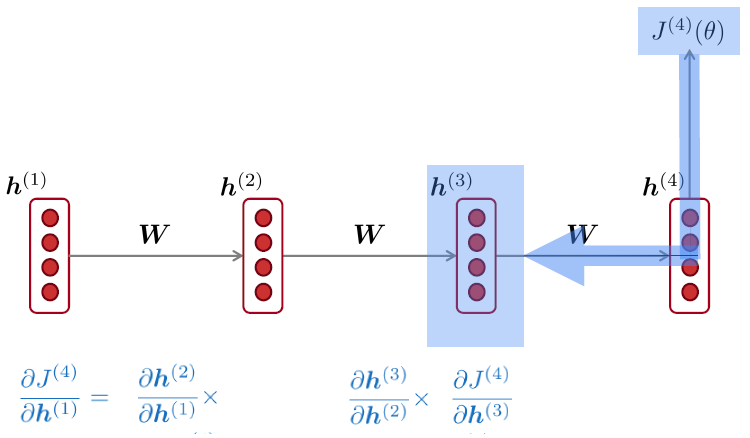 J^{(4)}(θ)
h^{(1)} h^{(2)} h^{(3)} h^{(4)}
W W W
∂J^{(4)}/∂h^{(1)} = ∂h^{(2)}/∂h^{(1)} × ∂h^{(3)}/∂h^{(2)} × ∂J^{(4)}/∂h^{(3)}